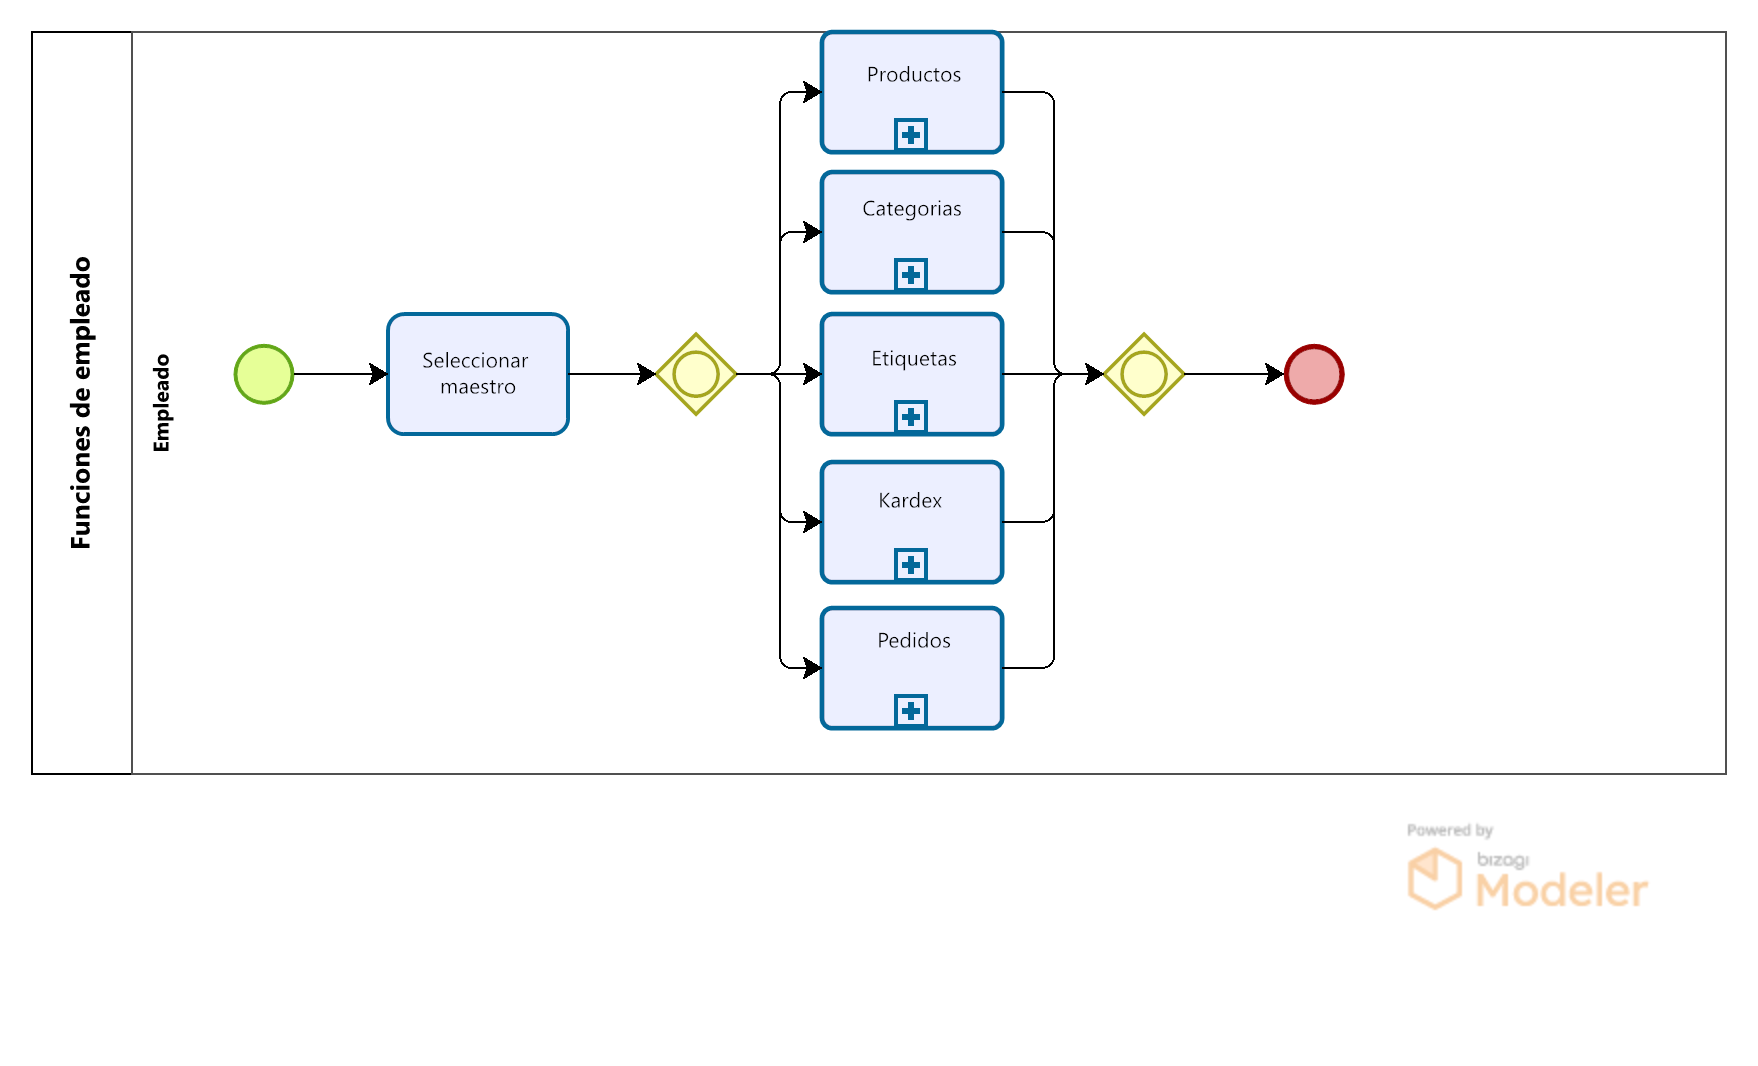 Funciones de empleado
Empleado
Seleccionar
maestro
Productos
Categorias
Etiquetas
Kardex
Pedidos
Powered by
bizagi
Modeler